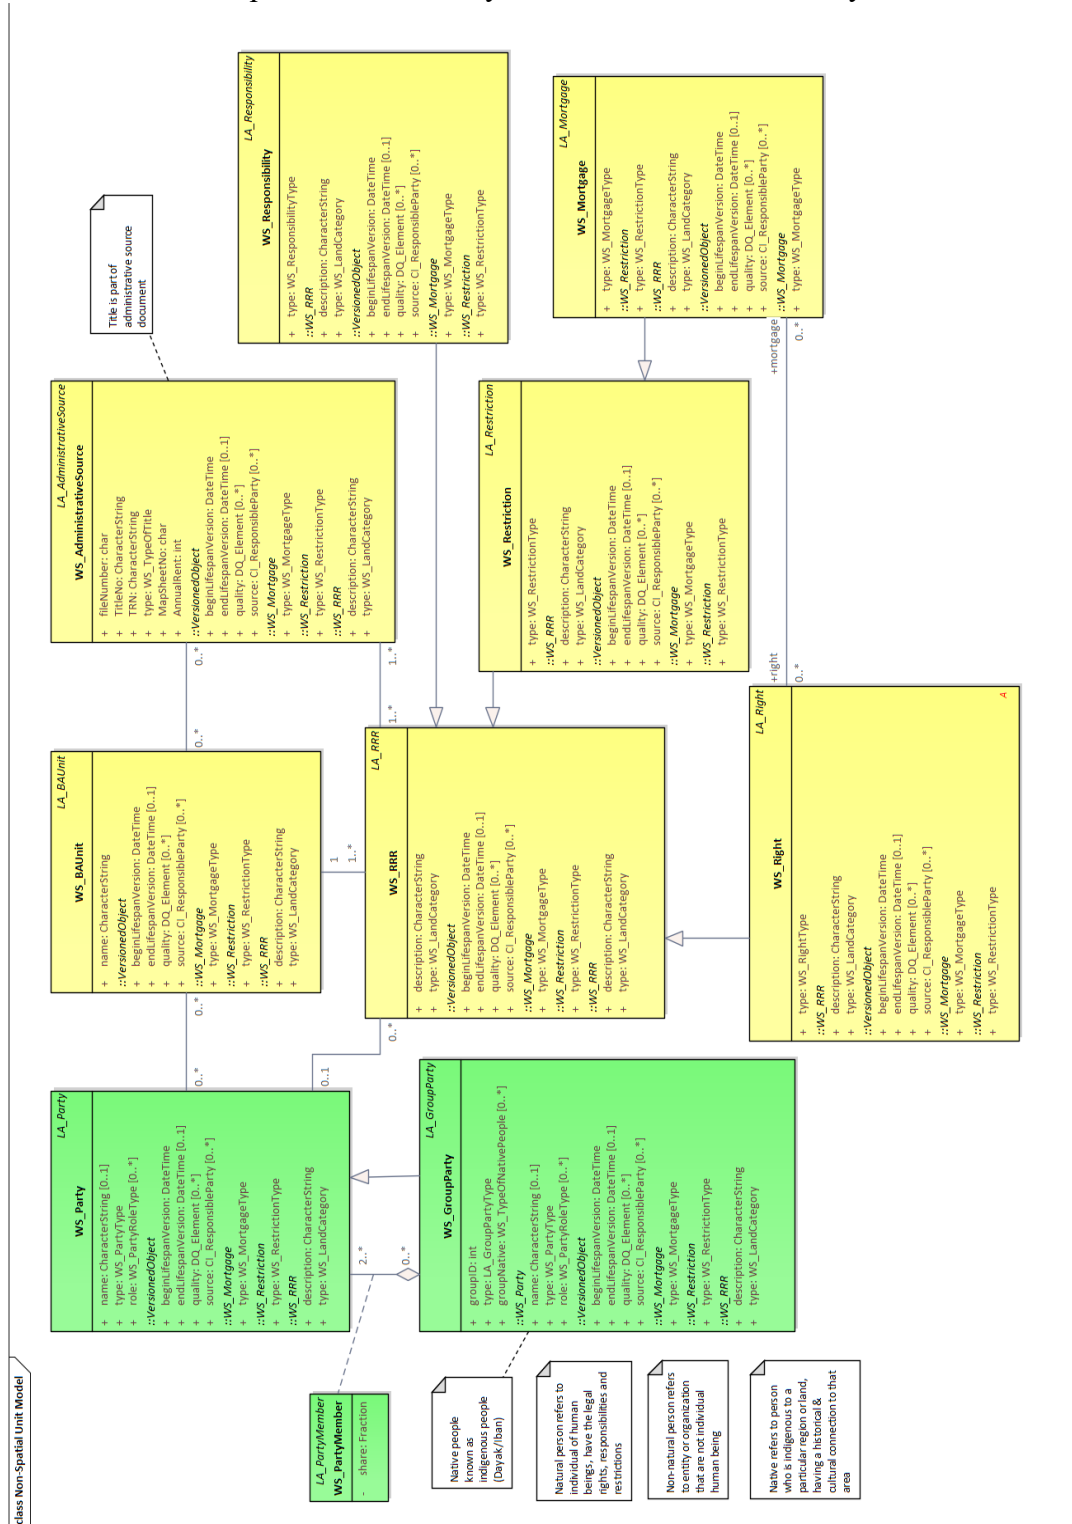 class Non-Spatial Unit Model
LA_Party
WS_Party
+ name: CharacterString [0..1]
+ type: WS_PartyType
+ role: WS_PartyRoleType [0..*]
::VersionedObject
+ beginLifespanVersion: DateTime
+ endLifespanVersion: DateTime [0..1]
+ quality: DQ_Element [0..*]
+ source: CI_ResponsibleParty [0..*]
::WS_Mortgage
+ type: WS_MortgageType
::WS_Restriction
+ type: WS_RestrictionType
::WS_RRR
+ description: CharacterString
+ type: WS_LandCategory
0..*
0..*
0..1
0..*
2..*
0..*
LA_BAUnit
WS_BAUnit
+ name: CharacterString
::VersionedObject
+ beginLifespanVersion: DateTime
+ endLifespanVersion: DateTime [0..1]
+ quality: DQ_Element [0..*]
+ source: CI_ResponsibleParty [0..*]
::WS_Mortgage
+ type: WS_MortgageType
::WS_Restriction
+ type: WS_RestrictionType
::WS_RRR
+ description: CharacterString
+ type: WS_LandCategory
0..*
0..*
1
1..*
LA_AdministrativeSource
WS_AdministrativeSource
+ fileNumber: char
+ TitleNo: CharacterString
+ TRN: CharacterString
+ type: WS_TypeOfTitle
+ MapSheetNo: char
+ AnnualRent: int
::VersionedObject
+ beginLifespanVersion: DateTime
+ endLifespanVersion: DateTime [0..1]
+ quality: DQ_Element [0..*]
+ source: CI_ResponsibleParty [0..*]
::WS_Mortgage
+ type: WS_MortgageType
::WS_Restriction
+ type: WS_RestrictionType
::WS_RRR
+ description: CharacterString
+ type: WS_LandCategory
1..*
1..*
Title is part of
administrative source
document
LA_Responsibility
WS_Responsibility
+ type: WS_ResponsibilityType
::WS_RRR
+ description: CharacterString
+ type: WS_LandCategory
::VersionedObject
+ beginLifespanVersion: DateTime
+ endLifespanVersion: DateTime [0..1]
+ quality: DQ_Element [0..*]
+ source: CI_ResponsibleParty [0..*]
::WS_Mortgage
+ type: WS_MortgageType
::WS_Restriction
+ type: WS_RestrictionType
LA_PartyMember
WS_PartyMember
- share: Fraction
LA_GroupParty
WS_GroupParty
+ groupID: int
+ typer: LA_GroupPartyType
+ groupNative: WS_TypeOfNativePeople [0..*]
::WS_Party
+ name: CharacterString [0..1]
+ type: WS_PartyType
+ role: WS_PartyRoleType [0..*]
::VersionedObject
+ beginLifespanVersion: DateTime
+ endLifespanVersion: DateTime [0..1]
+ quality: DQ_Element [0..*]
+ source: CI_ResponsibleParty [0..*]
::WS_Mortgage
+ type: WS_MortgageType
::WS_Restriction
+ type: WS_RestrictionType
::WS_RRR
+ description: CharacterString
+ type: WS_LandCategory
LA_RRR
WS_RRR
+ description: CharacterString
+ type: WS_LandCategory
::VersionedObject
+ beginLifespanVersion: DateTime
+ endLifespanVersion: DateTime [0..1]
+ quality: DQ_Element [0..*]
+ source: CI_ResponsibleParty [0..*]
::WS_Mortgage
+ type: WS_MortgageType
::WS_Restriction
+ type: WS_RestrictionType
::WS_RRR
+ description: CharacterString
+ type: WS_LandCategory
LA_Restriction
WS_Restriction
+ type: WS_RestrictionType
::WS_RRR
+ description: CharacterString
+ type: WS_LandCategory
::VersionedObject
+ beginLifespanVersion: DateTime
+ endLifespanVersion: DateTime [0..1]
+ quality: DQ_Element [0..*]
+ source: CI_ResponsibleParty [0..*]
::WS_Mortgage
+ type: WS_MortgageType
::WS_Restriction
+ type: WS_RestrictionType
LA_Mortgage
WS_Mortgage
+ type: WS_MortgageType
::WS_Restriction
+ type: WS_RestrictionType
::WS_RRR
+ description: CharacterString
+ type: WS_LandCategory
::VersionedObject
+ beginLifespanVersion: DateTime
+ endLifespanVersion: DateTime [0..1]
+ quality: DQ_Element [0..*]
+ source: CI_ResponsibleParty [0..*]
::WS_Mortgage
+ type: WS_MortgageType
+mortgage
0..*
+right
0..*
LA_Right
WS_Right
+ type: WS_RightType
::WS_RRR
+ description: CharacterString
+ type: WS_LandCategory
::VersionedObject
+ beginLifespanVersion: DateTime
+ endLifespanVersion: DateTime [0..1]
+ quality: DQ_Element [0..*]
+ source: CI_ResponsibleParty [0..*]
::WS_Mortgage
+ type: WS_MortgageType
::WS_Restriction
+ type: WS_RestrictionType
A
Native people
known as
indigenous people
(Dayak/Iban)
Natural person refers to
individual of human
beings, have the legal
rights, responsibilities and
restrictions
Non-natural person refers
to entity or organization
that are not individual
human being
Native refers to person
who is indigenous to a
particular region or land,
having a historical &
cultural connection to that
area